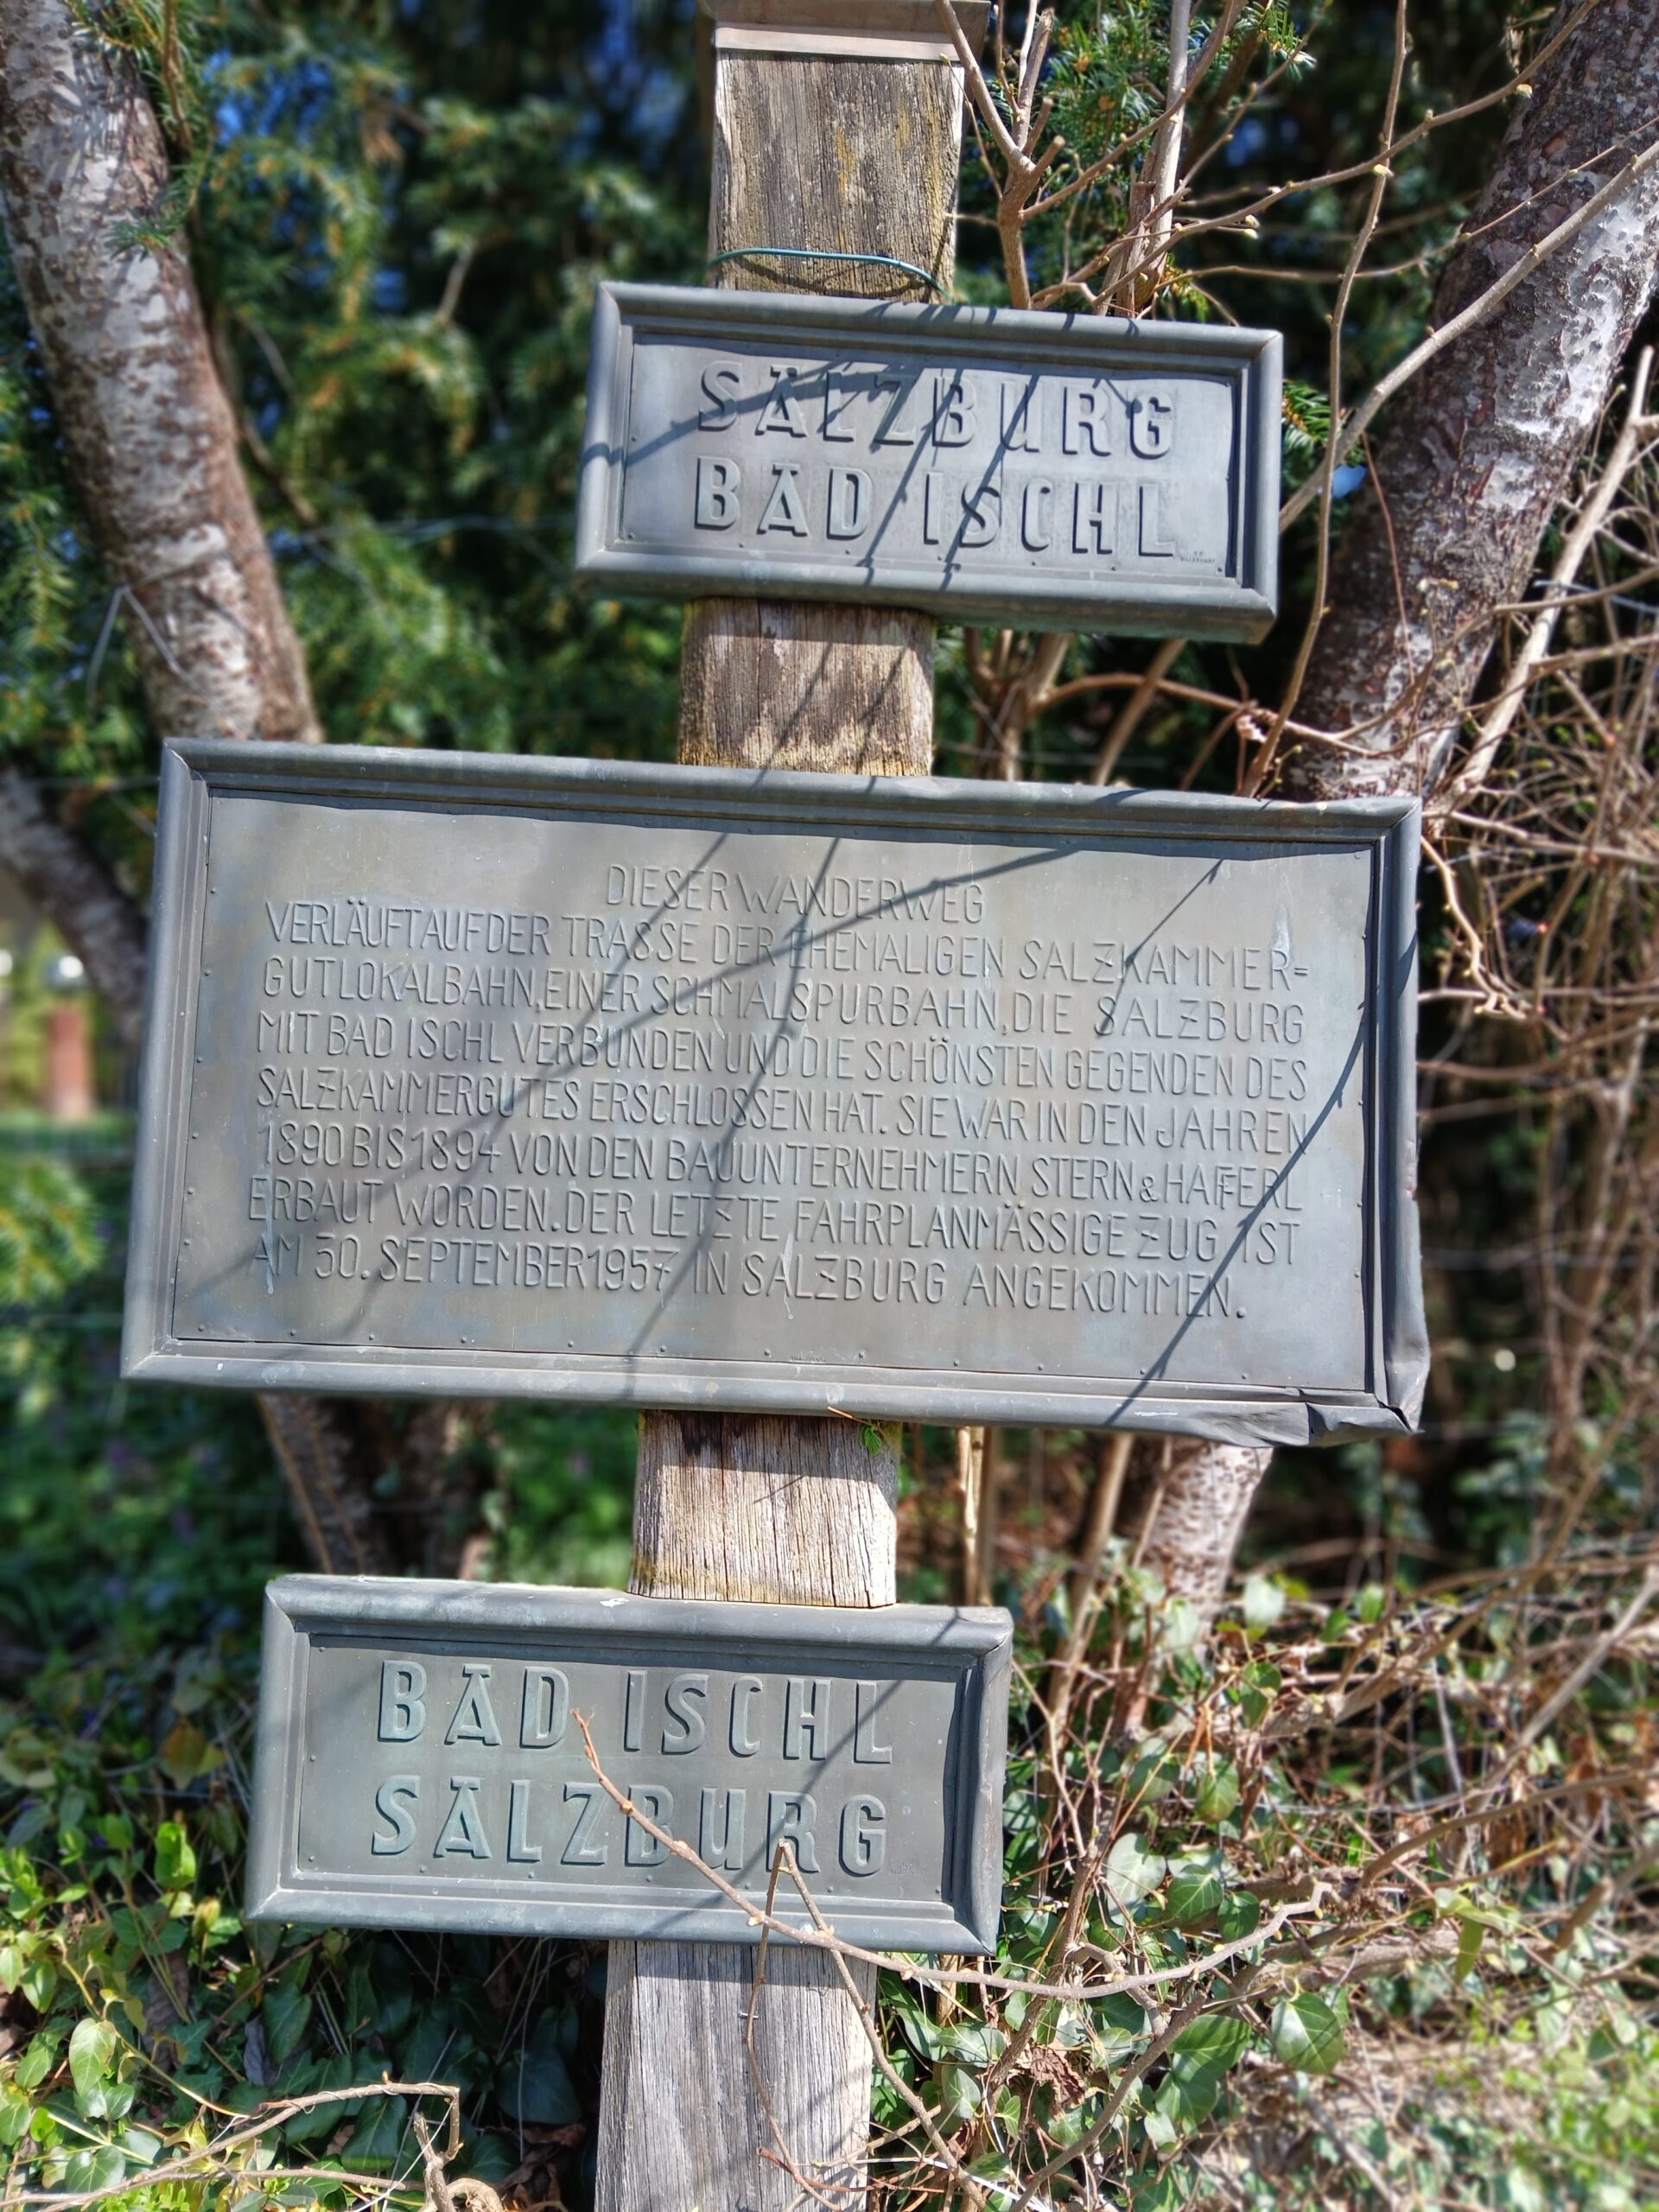 SALZBURG
BAD ISCHL
DIESER WANDERWEG
VERLÄUFT AUF DER TRASSE DER EHEMALIGEN SALZKAMMER=
GUTLOKALBAHN, EINER SCHMALSPURBAHN, DIE SALZBURG
MIT BAD ISCHL VERBUNDEN UND DIE SCHÖNSTEN GEGENDEN DES
SALZKAMMERGUTES ERSCHLOSSEN HAT. SIE WAR IN DEN JAHREN
1890 BIS 1894 VON DEN BAUUNTERNEHMERN STERN & HAFFERL
ERBAUT WORDEN. DER LETZTE FAHRPLANMÄSSIGE ZUG IST
AM 30. SEPTEMBER 1957 IN SALZBURG ANGEKOMMEN.
BAD ISCHL
SALZBURG